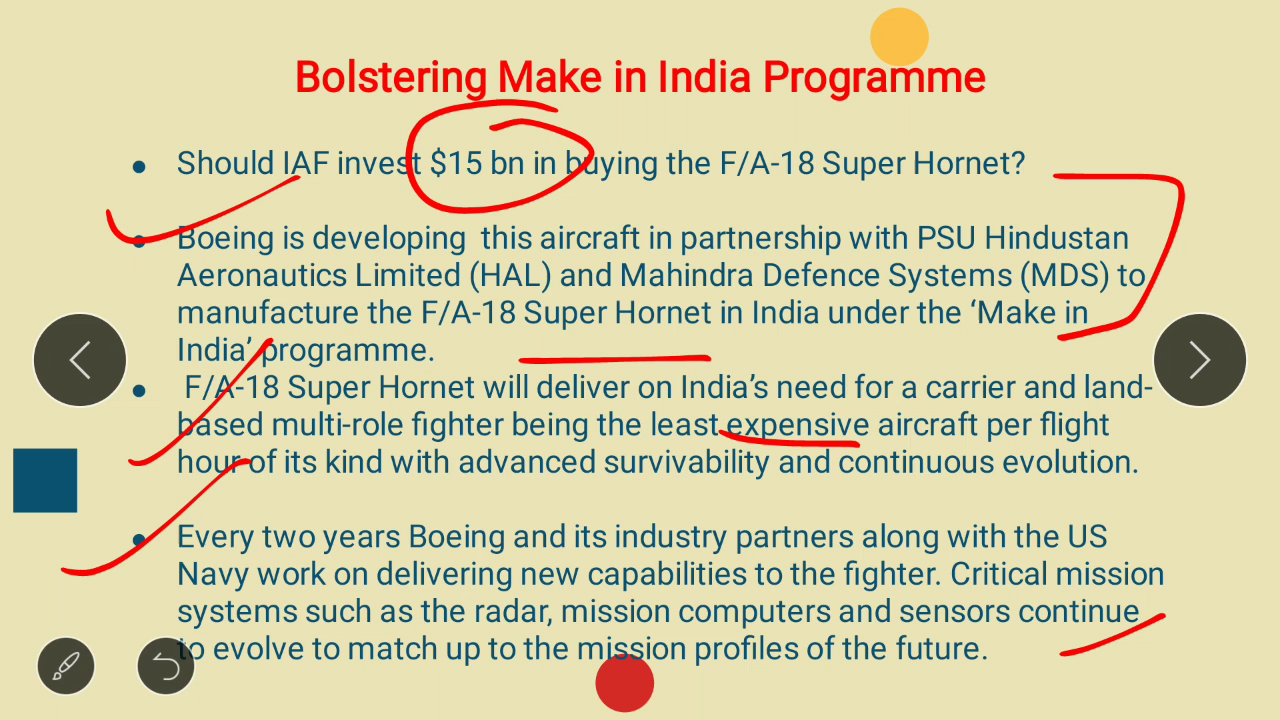 Bolstering Make in India Programme
Should IAF invest $15 bn in buying the F/A-18 Super Hornet?
Boeing is developing  this aircraft in partnership with PSU Hindustan
Aeronautics Limited (HAL) and Mahindra Defence Systems (MDS) to
manufacture the F/A-18 Super Hornet in India under the ‘Make in
India’ programme.
F/A-18 Super Hornet will deliver on India’s need for a carrier and land-
based multi-role fighter being the least expensive aircraft per flight
hour of its kind with advanced survivability and continuous evolution.
Every two years Boeing and its industry partners along with the US
Navy work on delivering new capabilities to the fighter. Critical mission
systems such as the radar, mission computers and sensors continue
to evolve to match up to the mission profiles of the future.